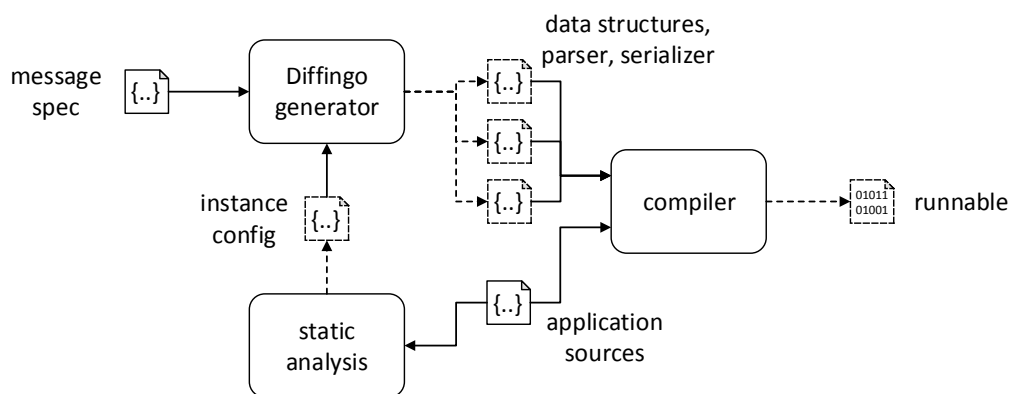 data structures,
parser, serializer
message
spec
{..}
Diffingo
generator
{..}
{..}
{..}
instance
config
{..}
compiler
01011
01001
runnable
static
analysis
{..}
application
sources